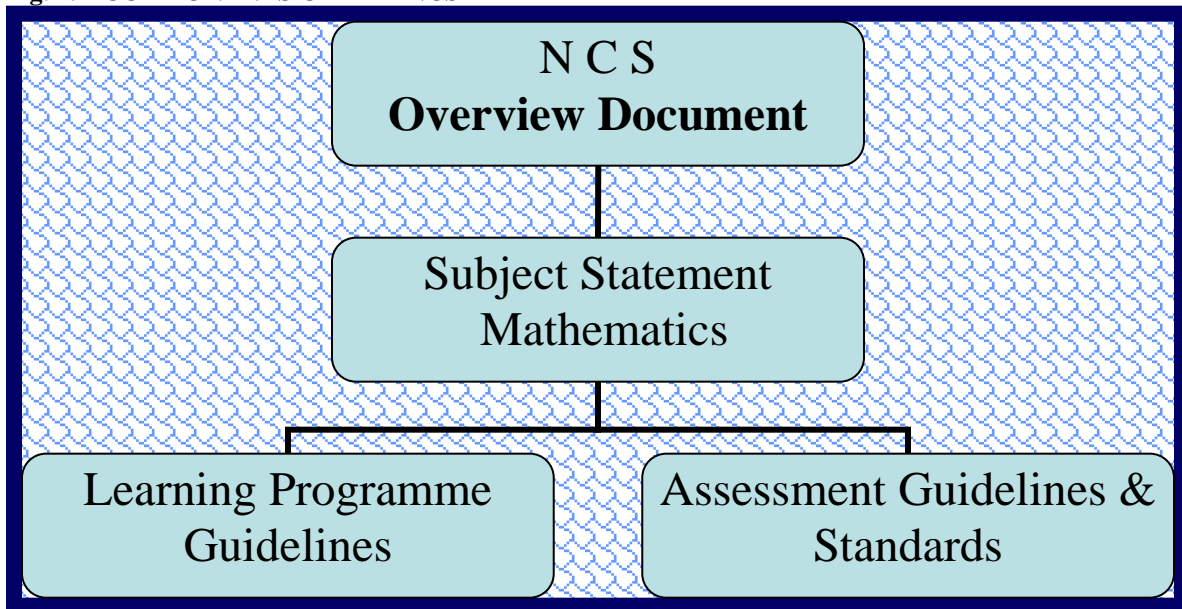 N C S
Overview Document
Subject Statement
Mathematics
Learning Programme
Guidelines
Assessment Guidelines &
Standards